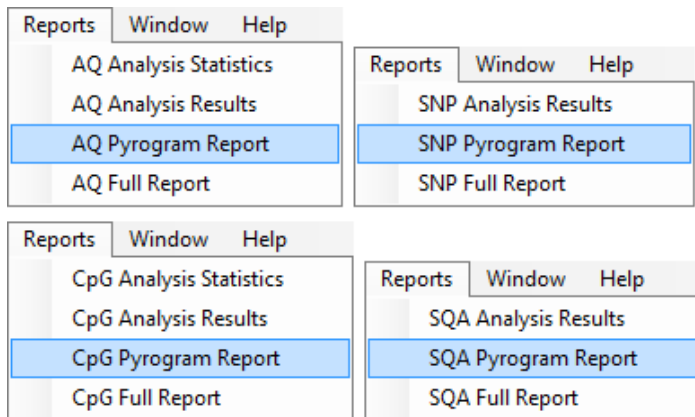 Reports Window Help
AQ Analysis Statistics
AQ Analysis Results
AQ Pyrogram Report
AQ Full Report
Reports Window Help
SNP Analysis Results
SNP Pyrogram Report
SNP Full Report
Reports Window Help
CpG Analysis Statistics
CpG Analysis Results
CpG Pyrogram Report
CpG Full Report
Reports Window Help
SQA Analysis Results
SQA Pyrogram Report
SQA Full Report